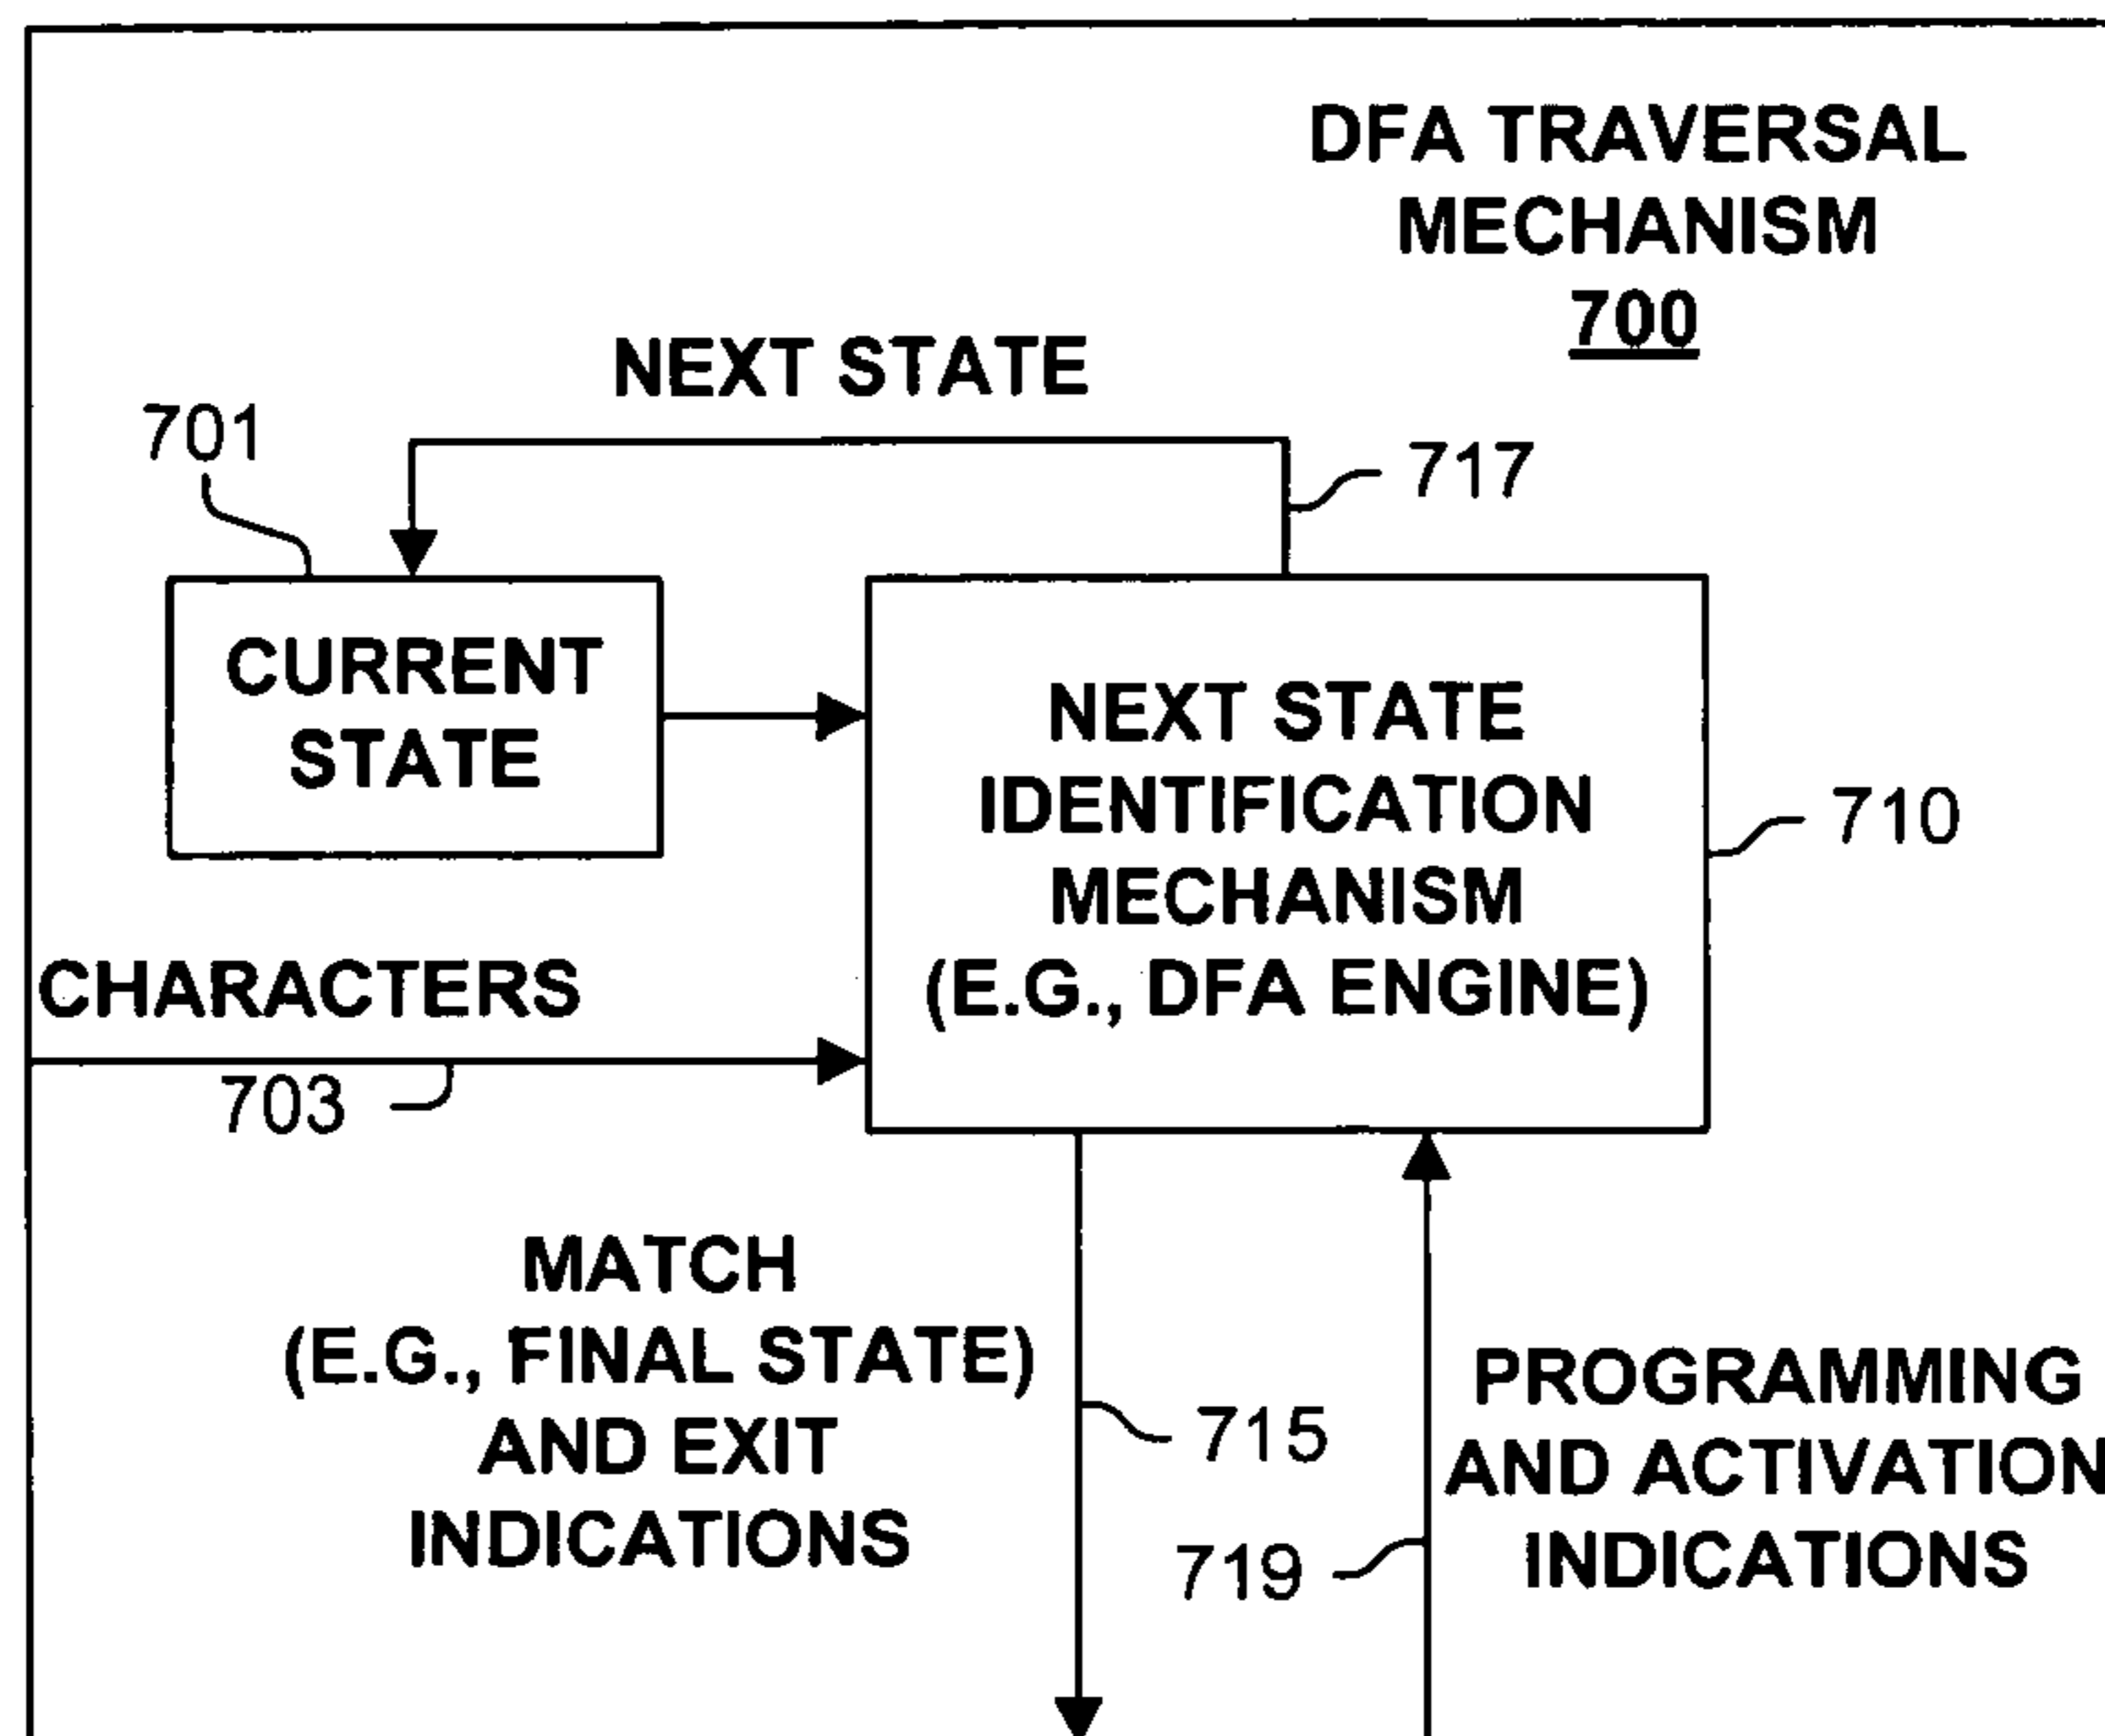 DFA TRAVERSAL
MECHANISM
700
NEXT STATE
701
717
CURRENT
STATE
NEXT STATE
IDENTIFICATION
MECHANISM
(E.G., DFA ENGINE)
710
CHARACTERS
703
MATCH
(E.G., FINAL STATE)
AND EXIT
INDICATIONS
715
PROGRAMMING
AND ACTIVATION
INDICATIONS
719